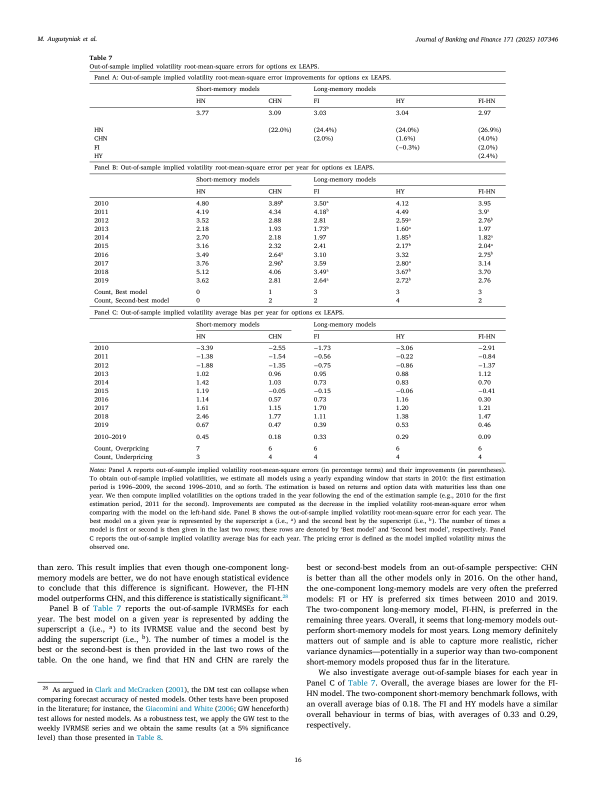 M. Augustyniak et al.
Journal of Banking and Finance 171 (2025) 107346
Table 7
Out-of-sample implied volatility root-mean-square errors for options ex LEAPS.
Panel A: Out-of-sample implied volatility root-mean-square error improvements for options ex LEAPS.
Short-memory models Long-memory models
HN CHN FI HY FI-HN
3.77 3.09 3.03 3.04 2.97
HN (22.0%) (24.4%) (24.0%) (26.9%)
CHN (2.0%) (1.6%) (4.0%)
FI (−0.3%) (2.0%)
HY (2.4%)
Panel B: Out-of-sample implied volatility root-mean-square error per year for options ex LEAPS.
Short-memory models Long-memory models
HN CHN FI HY FI-HN
2010 4.80 3.89ᵇ 3.50ᵃ 4.12 3.95
2011 4.19 4.34 4.18ᵇ 4.49 3.9ᵃ
2012 3.52 2.88 2.81 2.59ᵃ 2.76ᵇ
2013 2.18 1.93 1.73ᵇ 1.60ᵃ 1.97
2014 2.70 2.18 1.97 1.85ᵇ 1.82ᵃ
2015 3.16 2.32 2.41 2.17ᵇ 2.04ᵃ
2016 3.49 2.64ᵃ 3.10 3.32 2.75ᵇ
2017 3.76 2.96ᵇ 3.59 2.80ᵃ 3.14
2018 5.12 4.06 3.49ᵃ 3.67ᵇ 3.70
2019 3.62 2.81 2.64ᵃ 2.72ᵇ 2.76
Count, Best model 0 1 3 3 3
Count, Second-best model 0 2 2 4 2
Panel C: Out-of-sample implied volatility average bias per year for options ex LEAPS.
Short-memory models Long-memory models
HN CHN FI HY FI-HN
2010 −3.39 −2.55 −1.73 −3.06 −2.91
2011 −1.38 −1.54 −0.56 −0.22 −0.84
2012 −1.88 −1.35 −0.75 −0.86 −1.37
2013 1.02 0.96 0.95 0.88 1.12
2014 1.42 1.03 0.73 0.83 0.70
2015 1.19 −0.05 −0.15 −0.06 −0.41
2016 1.14 0.57 0.73 1.16 0.30
2017 1.61 1.15 1.70 1.20 1.21
2018 2.46 1.77 1.11 1.38 1.47
2019 0.67 0.47 0.39 0.53 0.46
2010–2019 0.45 0.18 0.33 0.29 0.09
Count, Overpricing 7 6 6 6 6
Count, Underpricing 3 4 4 4 4
Notes: Panel A reports out-of-sample implied volatility root-mean-square errors (in percentage terms) and their improvements (in parentheses).
To obtain out-of-sample implied volatilities, we estimate all models using a yearly expanding window that starts in 2010: the first estimation
period is 1996–2009, the second 1996–2010, and so forth. The estimation is based on returns and option data with maturities less than one
year. We then compute implied volatilities on the options traded in the year following the end of the estimation sample (e.g., 2010 for the first
estimation period, 2011 for the second). Improvements are computed as the decrease in the implied volatility root-mean-square error when
comparing with the model on the left-hand side. Panel B shows the out-of-sample implied volatility root-mean-square error for each year. The
best model on a given year is represented by the superscript a (i.e., ᵃ) and the second best by the superscript (i.e., ᵇ). The number of times a
model is first or second is then given in the last two rows; these rows are denoted by 'Best model' and 'Second best model', respectively. Panel
C reports the out-of-sample implied volatility average bias for each year. The pricing error is defined as the model implied volatility minus the
observed one.
than zero. This result implies that even though one-component long-
memory models are better, we do not have enough statistical evidence
to conclude that this difference is significant. However, the FI-HN
model outperforms CHN, and this difference is statistically significant.²⁸
Panel B of Table 7 reports the out-of-sample IVRMSEs for each
year. The best model on a given year is represented by adding the
superscript a (i.e., ᵃ) to its IVRMSE value and the second best by
adding the superscript (i.e., ᵇ). The number of times a model is the
best or the second-best is then provided in the last two rows of the
table. On the one hand, we find that HN and CHN are rarely the
²⁸ As argued in Clark and McCracken (2001), the DM test can collapse when
comparing forecast accuracy of nested models. Other tests have been proposed
in the literature; for instance, the Giacomini and White (2006; GW henceforth)
test allows for nested models. As a robustness test, we apply the GW test to the
weekly IVRMSE series and we obtain the same results (at a 5% significance
level) than those presented in Table 8.
best or second-best models from an out-of-sample perspective: CHN
is better than all the other models only in 2016. On the other hand,
the one-component long-memory models are very often the preferred
models: FI or HY is preferred six times between 2010 and 2019.
The two-component long-memory model, FI-HN, is preferred in the
remaining three years. Overall, it seems that long-memory models out-
perform short-memory models for most years. Long memory definitely
matters out of sample and is able to capture more realistic, richer
variance dynamics—potentially in a superior way than two-component
short-memory models proposed thus far in the literature.
We also investigate average out-of-sample biases for each year in
Panel C of Table 7. Overall, the average biases are lower for the FI-
HN model. The two-component short-memory benchmark follows, with
an overall average bias of 0.18. The FI and HY models have a similar
overall behaviour in terms of bias, with averages of 0.33 and 0.29,
respectively.
16